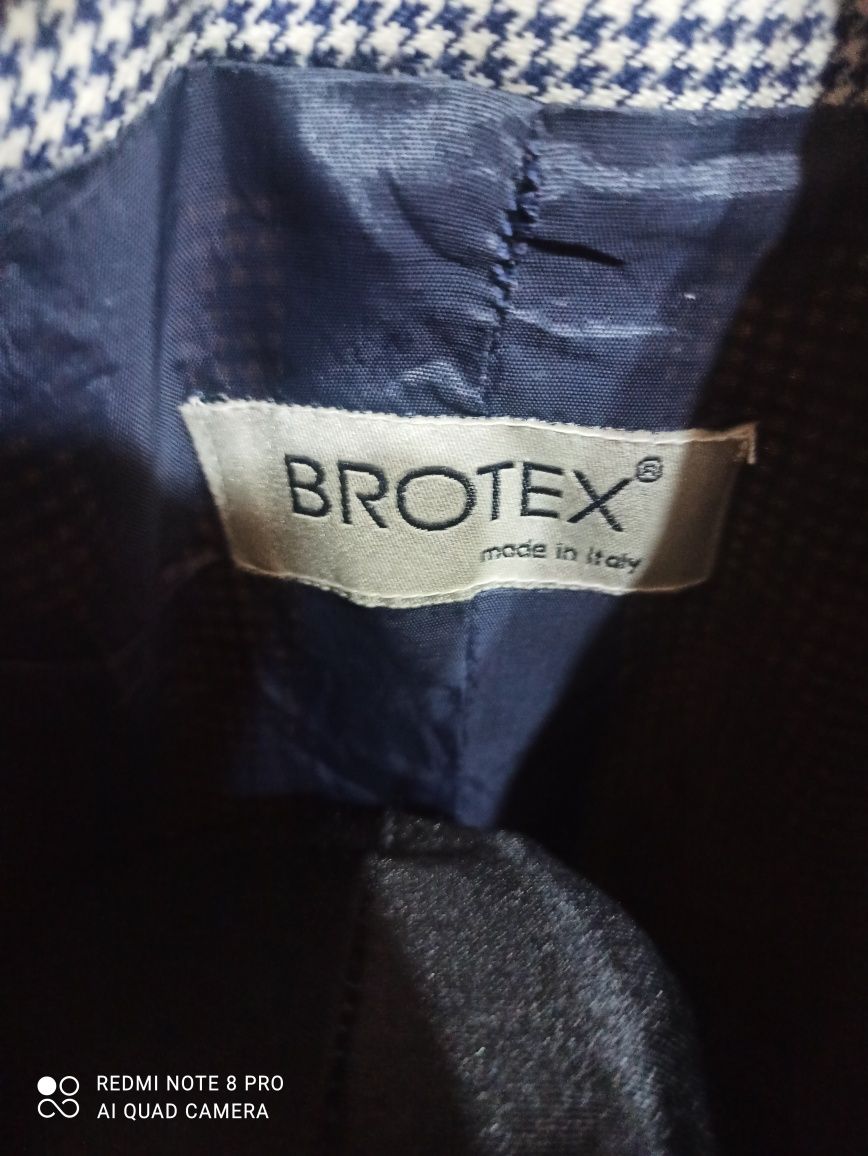 BROTEX®
made in Italy
REDMI NOTE 8 PRO
AI QUAD CAMERA